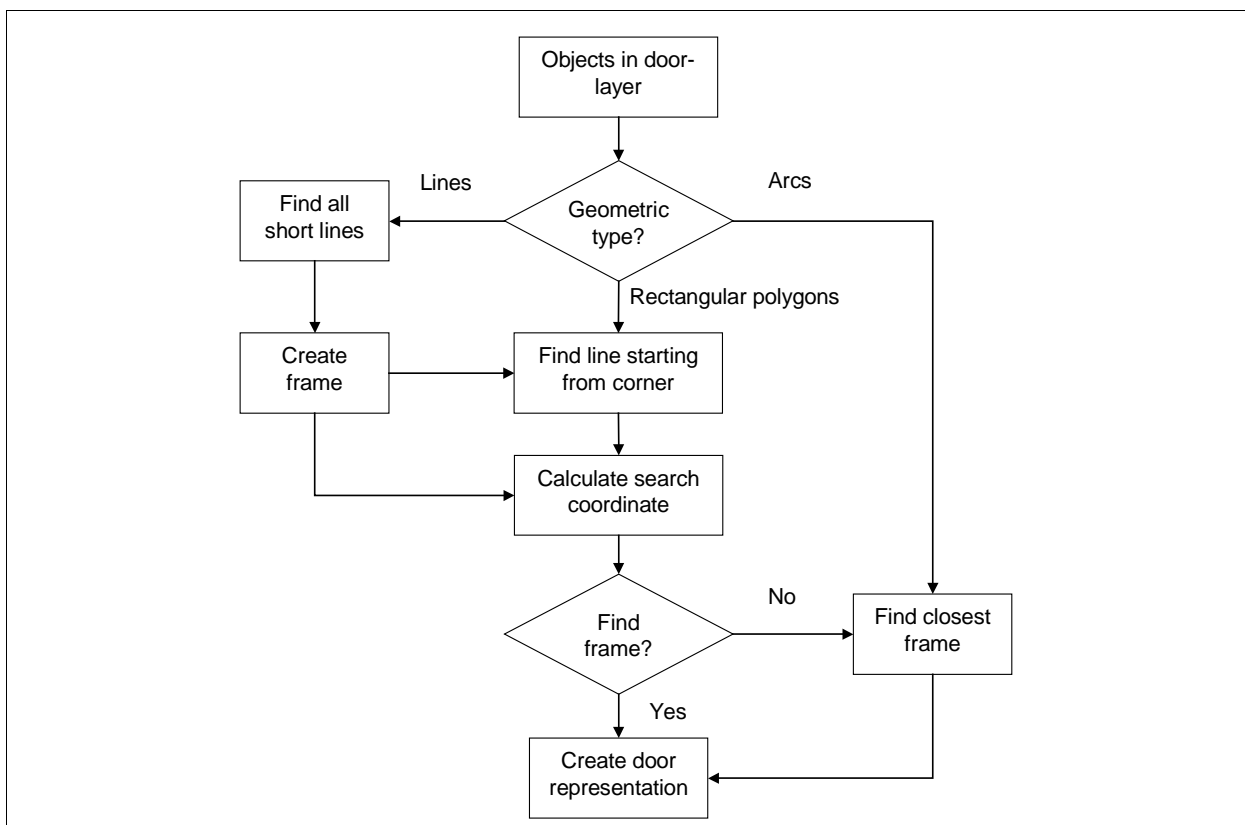 Objects in door-
layer
Lines
Arcs
Find all
short lines
Geometric
type?
Rectangular polygons
Create
frame
Find line starting
from corner
Calculate search
coordinate
No
Find
frame?
Find closest
frame
Yes
Create door
representation